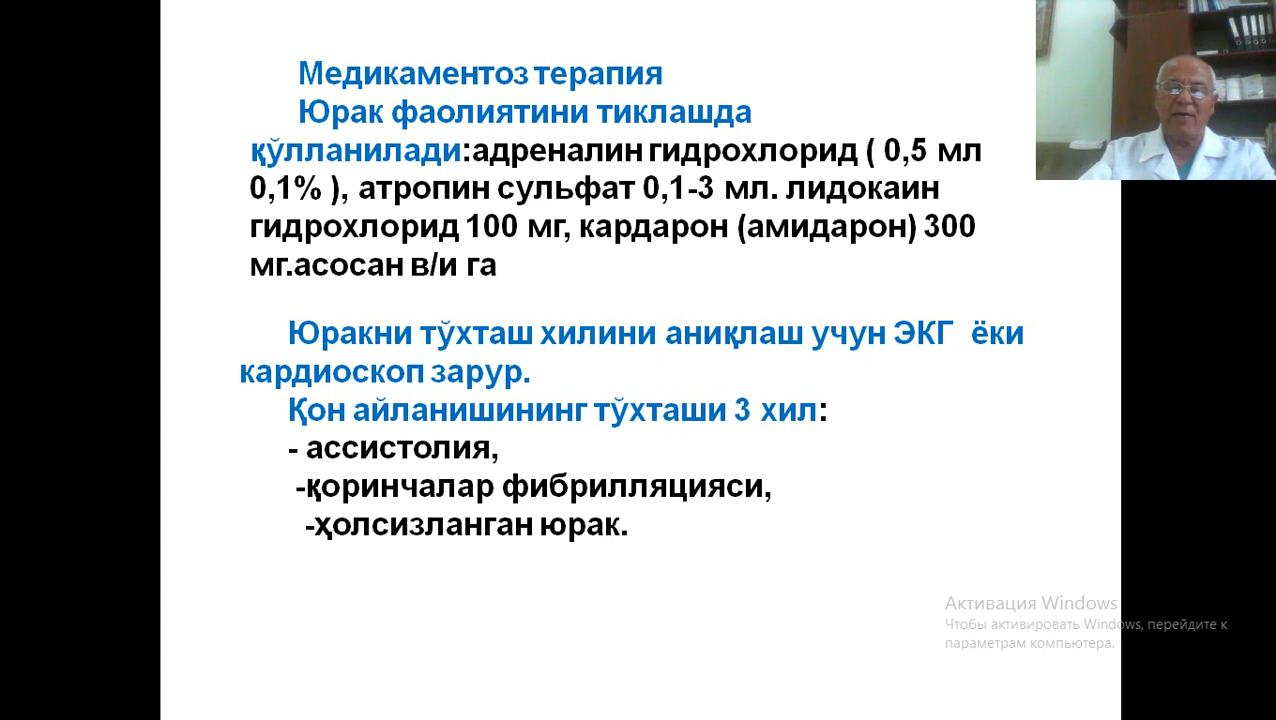 Медикаментоз терапия
Юрак фаолиятини тиклашда
қўлланилади:адреналин гидрохлорид ( 0,5 мл
0,1% ), атропин сульфат 0,1-3 мл. лидокаин
гидрохлорид 100 мг, кардарон (амидарон) 300
мг.асосан в/и га
Юракни тўхташ хилини аниқлаш учун ЭКГ ёки
кардиоскоп зарур.
Қон айланишининг тўхташи 3 хил:
- ассистолия,
-қоринчалар фибрилляцияси,
-ҳолсизланган юрак.
Активация Windows
Чтобы активировать Windows, перейдите к
параметрам компьютера.